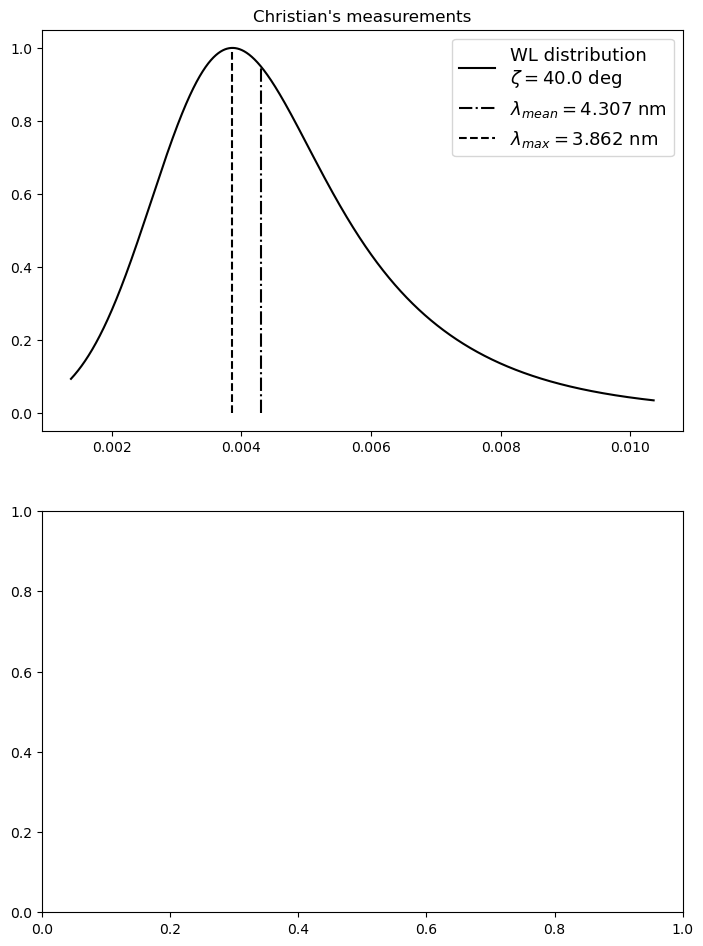 Christian's measurements
1.0
0.8
0.6
0.4
0.2
0.0
WL distribution
ζ = 40.0 deg
λ_mean = 4.307 nm
λ_max = 3.862 nm
0.002 0.004 0.006 0.008 0.010
1.0
0.8
0.6
0.4
0.2
0.0
0.0 0.2 0.4 0.6 0.8 1.0